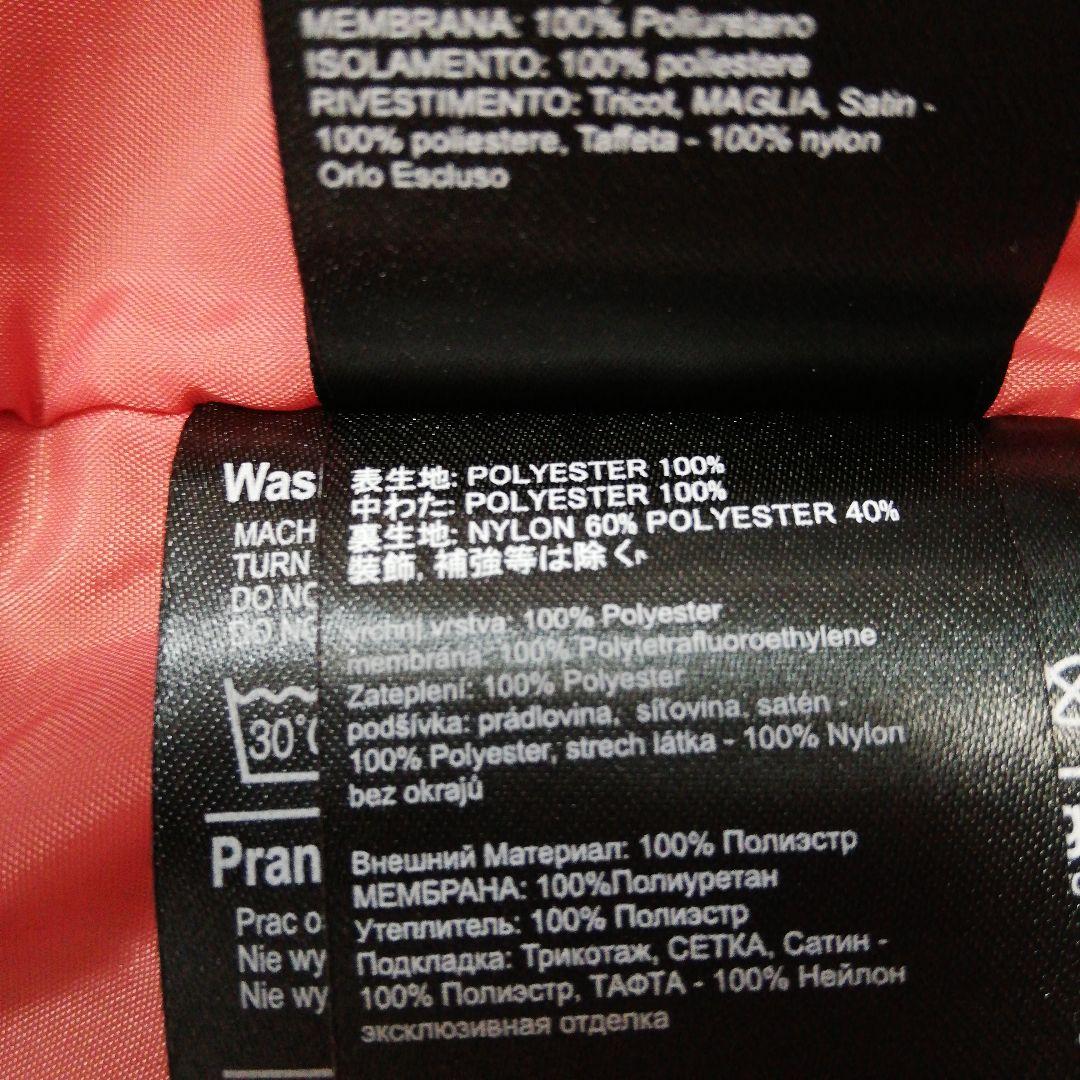 MEMBRANA: 100% Poliuretano
ISOLAMENTO: 100% poliestere
RIVESTIMENTO: Tricot, MAGLIA, Satin -
100% poliestere, Taffeta - 100% nylon
Orlo Escluso
Was
MACH
TURN
DO NO
DO NO
30°C
Pran
Prac o
Nie wy
Nie wy
表生地: POLYESTER 100%
中わた: POLYESTER 100%
裏生地: NYLON 60% POLYESTER 40%
装飾, 補強等は除く
vrchní vrstva: 100% Polyester
membrána: 100% Polytetrafluoroethylene
Zateplení: 100% Polyester
podšívka: prádlovina, síťovina, satén -
100% Polyester, strech látka - 100% Nylon
bez okrajů
Внешний Материал: 100% Полиэстр
МЕМБРАНА: 100%Полиуретан
Утеплитель: 100% Полиэстр
Подкладка: Трикотаж, СЕТКА, Сатин -
100% Полиэстр, ТАФТА - 100% Нейлон
эксклюзивная отделка